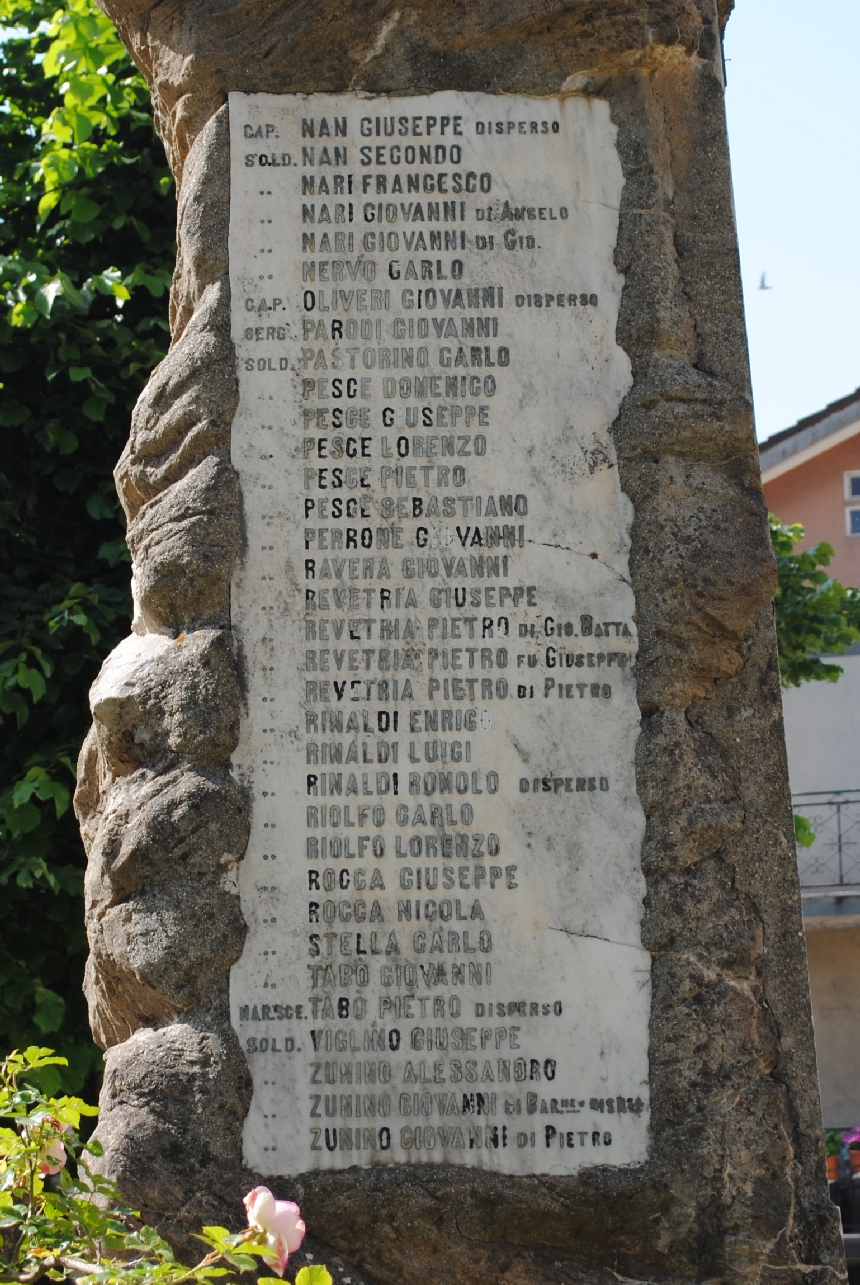 CAP. NAN GIUSEPPE DISPERSO
SOLD. NAN SECONDO
„ NARI FRANCESCO
„ NARI GIOVANNI DI ANGELO
„ NARI GIOVANNI DI GIO.
„ NERVO CARLO
CAP. OLIVERI GIOVANNI DISPERSO
SERG. PARODI GIOVANNI
SOLD. PASTORINO CARLO
„ PESCE DOMENICO
„ PESCE GIUSEPPE
„ PESCE LORENZO
„ PESCE PIETRO
„ PESCE SEBASTIANO
„ PERRONE GIOVANNI
„ RAVERA GIOVANNI
„ REVETRIA GIUSEPPE
„ REVETRIA PIETRO DI GIO. BATTA
„ REVETRIA PIETRO FU GIUSEPPE
„ REVETRIA PIETRO DI PIETRO
„ RINALDI ENRICO
„ RINALDI LUIGI
„ RINALDI ROMOLO DISPERSO
„ RIOLFO CARLO
„ RIOLFO LORENZO
„ ROCCA GIUSEPPE
„ ROCCA NICOLA
„ STELLA CARLO
„ TABÒ GIOVANNI
MAR.SCE. TABÒ PIETRO DISPERSO
SOLD. VIGLINO GIUSEPPE
„ ZUNINO ALESSANDRO
„ ZUNINO GIOVANNI DI
„ ZUNINO GIOVANNI DI PIETRO